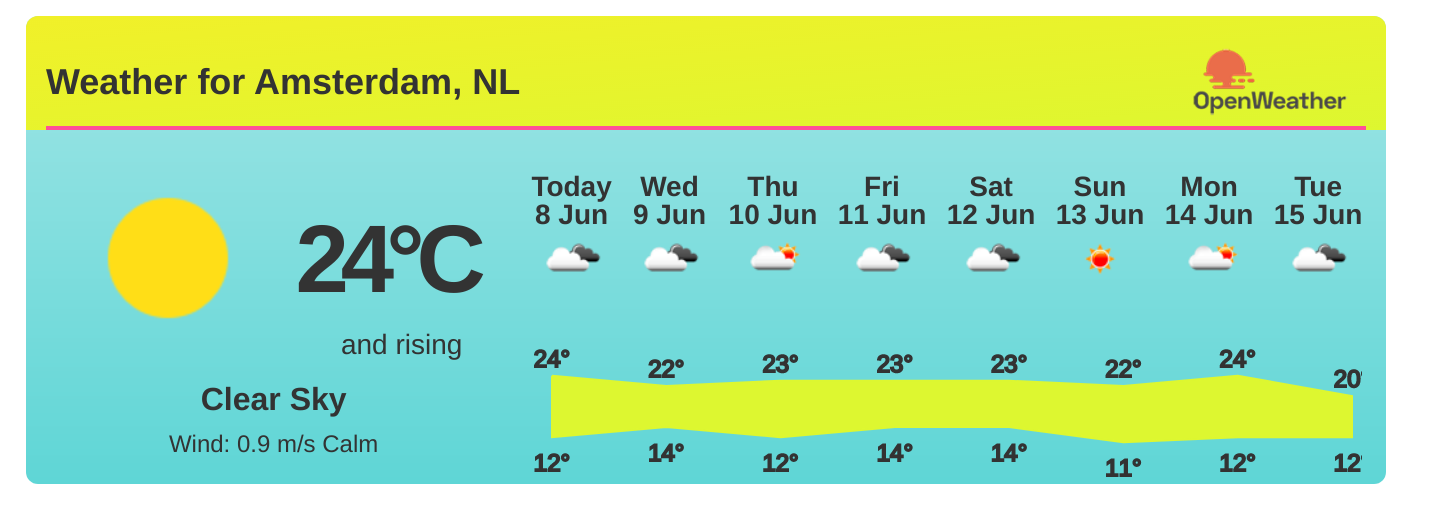 Weather for Amsterdam, NL
OpenWeather
24°C
and rising
Clear Sky
Wind: 0.9 m/s Calm
Today Wed Thu Fri Sat Sun Mon Tue
8 Jun 9 Jun 10 Jun 11 Jun 12 Jun 13 Jun 14 Jun 15 Jun
24° 22° 23° 23° 23° 22° 24° 20°
12° 14° 12° 14° 14° 11° 12° 12°